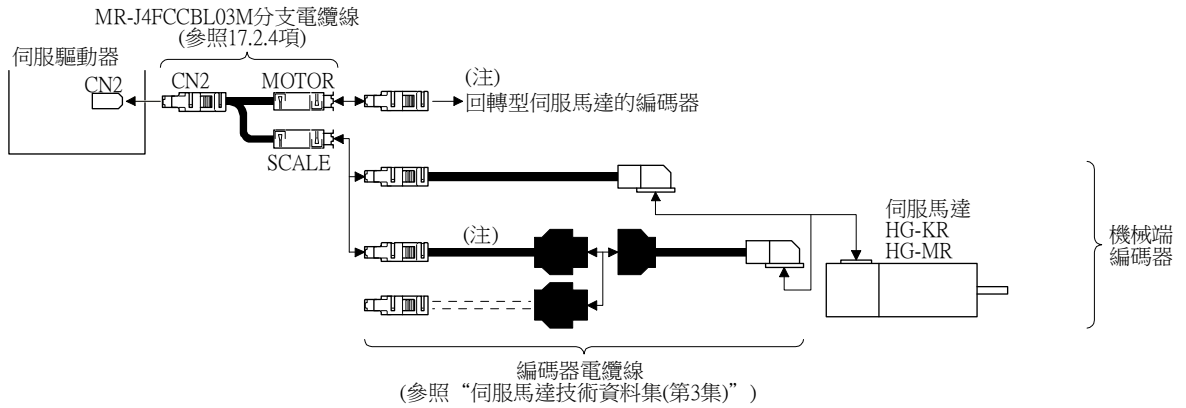 MR-J4FCCBL03M分支電纜線
(參照17.2.4項)
伺服驅動器
CN2
CN2
MOTOR
(注)
回轉型伺服馬達的編碼器
SCALE
(注)
伺服馬達
HG-KR
HG-MR
機械端
編碼器
編碼器電纜線
(參照“伺服馬達技術資料集(第3集)”)